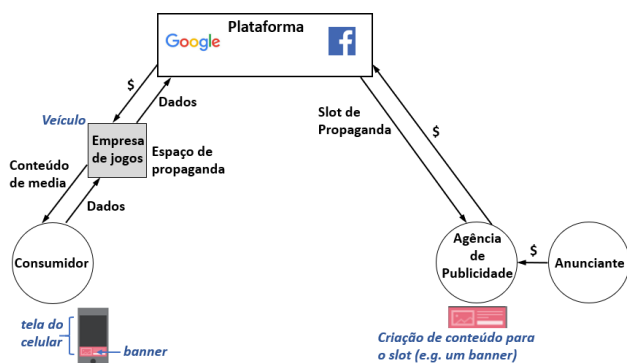 Plataforma
Google
$
Dados
Slot de
Propaganda
$
Veículo
Empresa
de jogos
Espaço de
propaganda
Conteúdo
de media
Dados
Consumidor
Agência
de
Publicidade
$
Anunciante
tela do
celular
banner
Criação de conteúdo para
o slot (e.g. um banner)